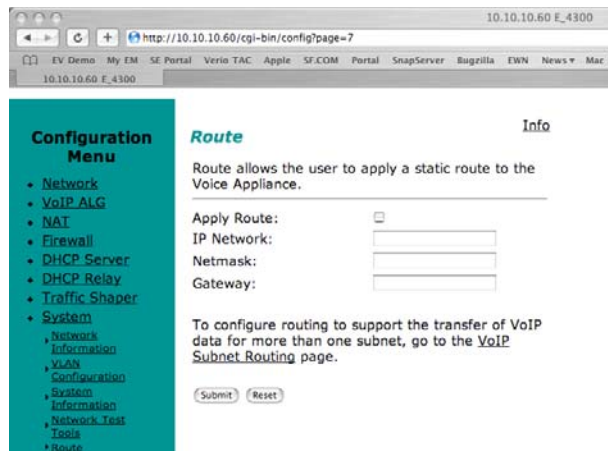 10.10.10.60 E_4300
http://10.10.10.60/cgi-bin/config?page=7
EV Demo My EM SE Portal Verio TAC Apple SF.COM Portal SnapServer Bugzilla EWN News Mac
10.10.10.60 E_4300
Configuration Menu
Network
VoIP ALG
NAT
Firewall
DHCP Server
DHCP Relay
Traffic Shaper
System
Network Information
VLAN Configuration
System Information
Network Test Tools
Route
Info
Route
Route allows the user to apply a static route to the
Voice Appliance.
Apply Route:
IP Network:
Netmask:
Gateway:
To configure routing to support the transfer of VoIP
data for more than one subnet, go to the VoIP
Subnet Routing page.
Submit Reset